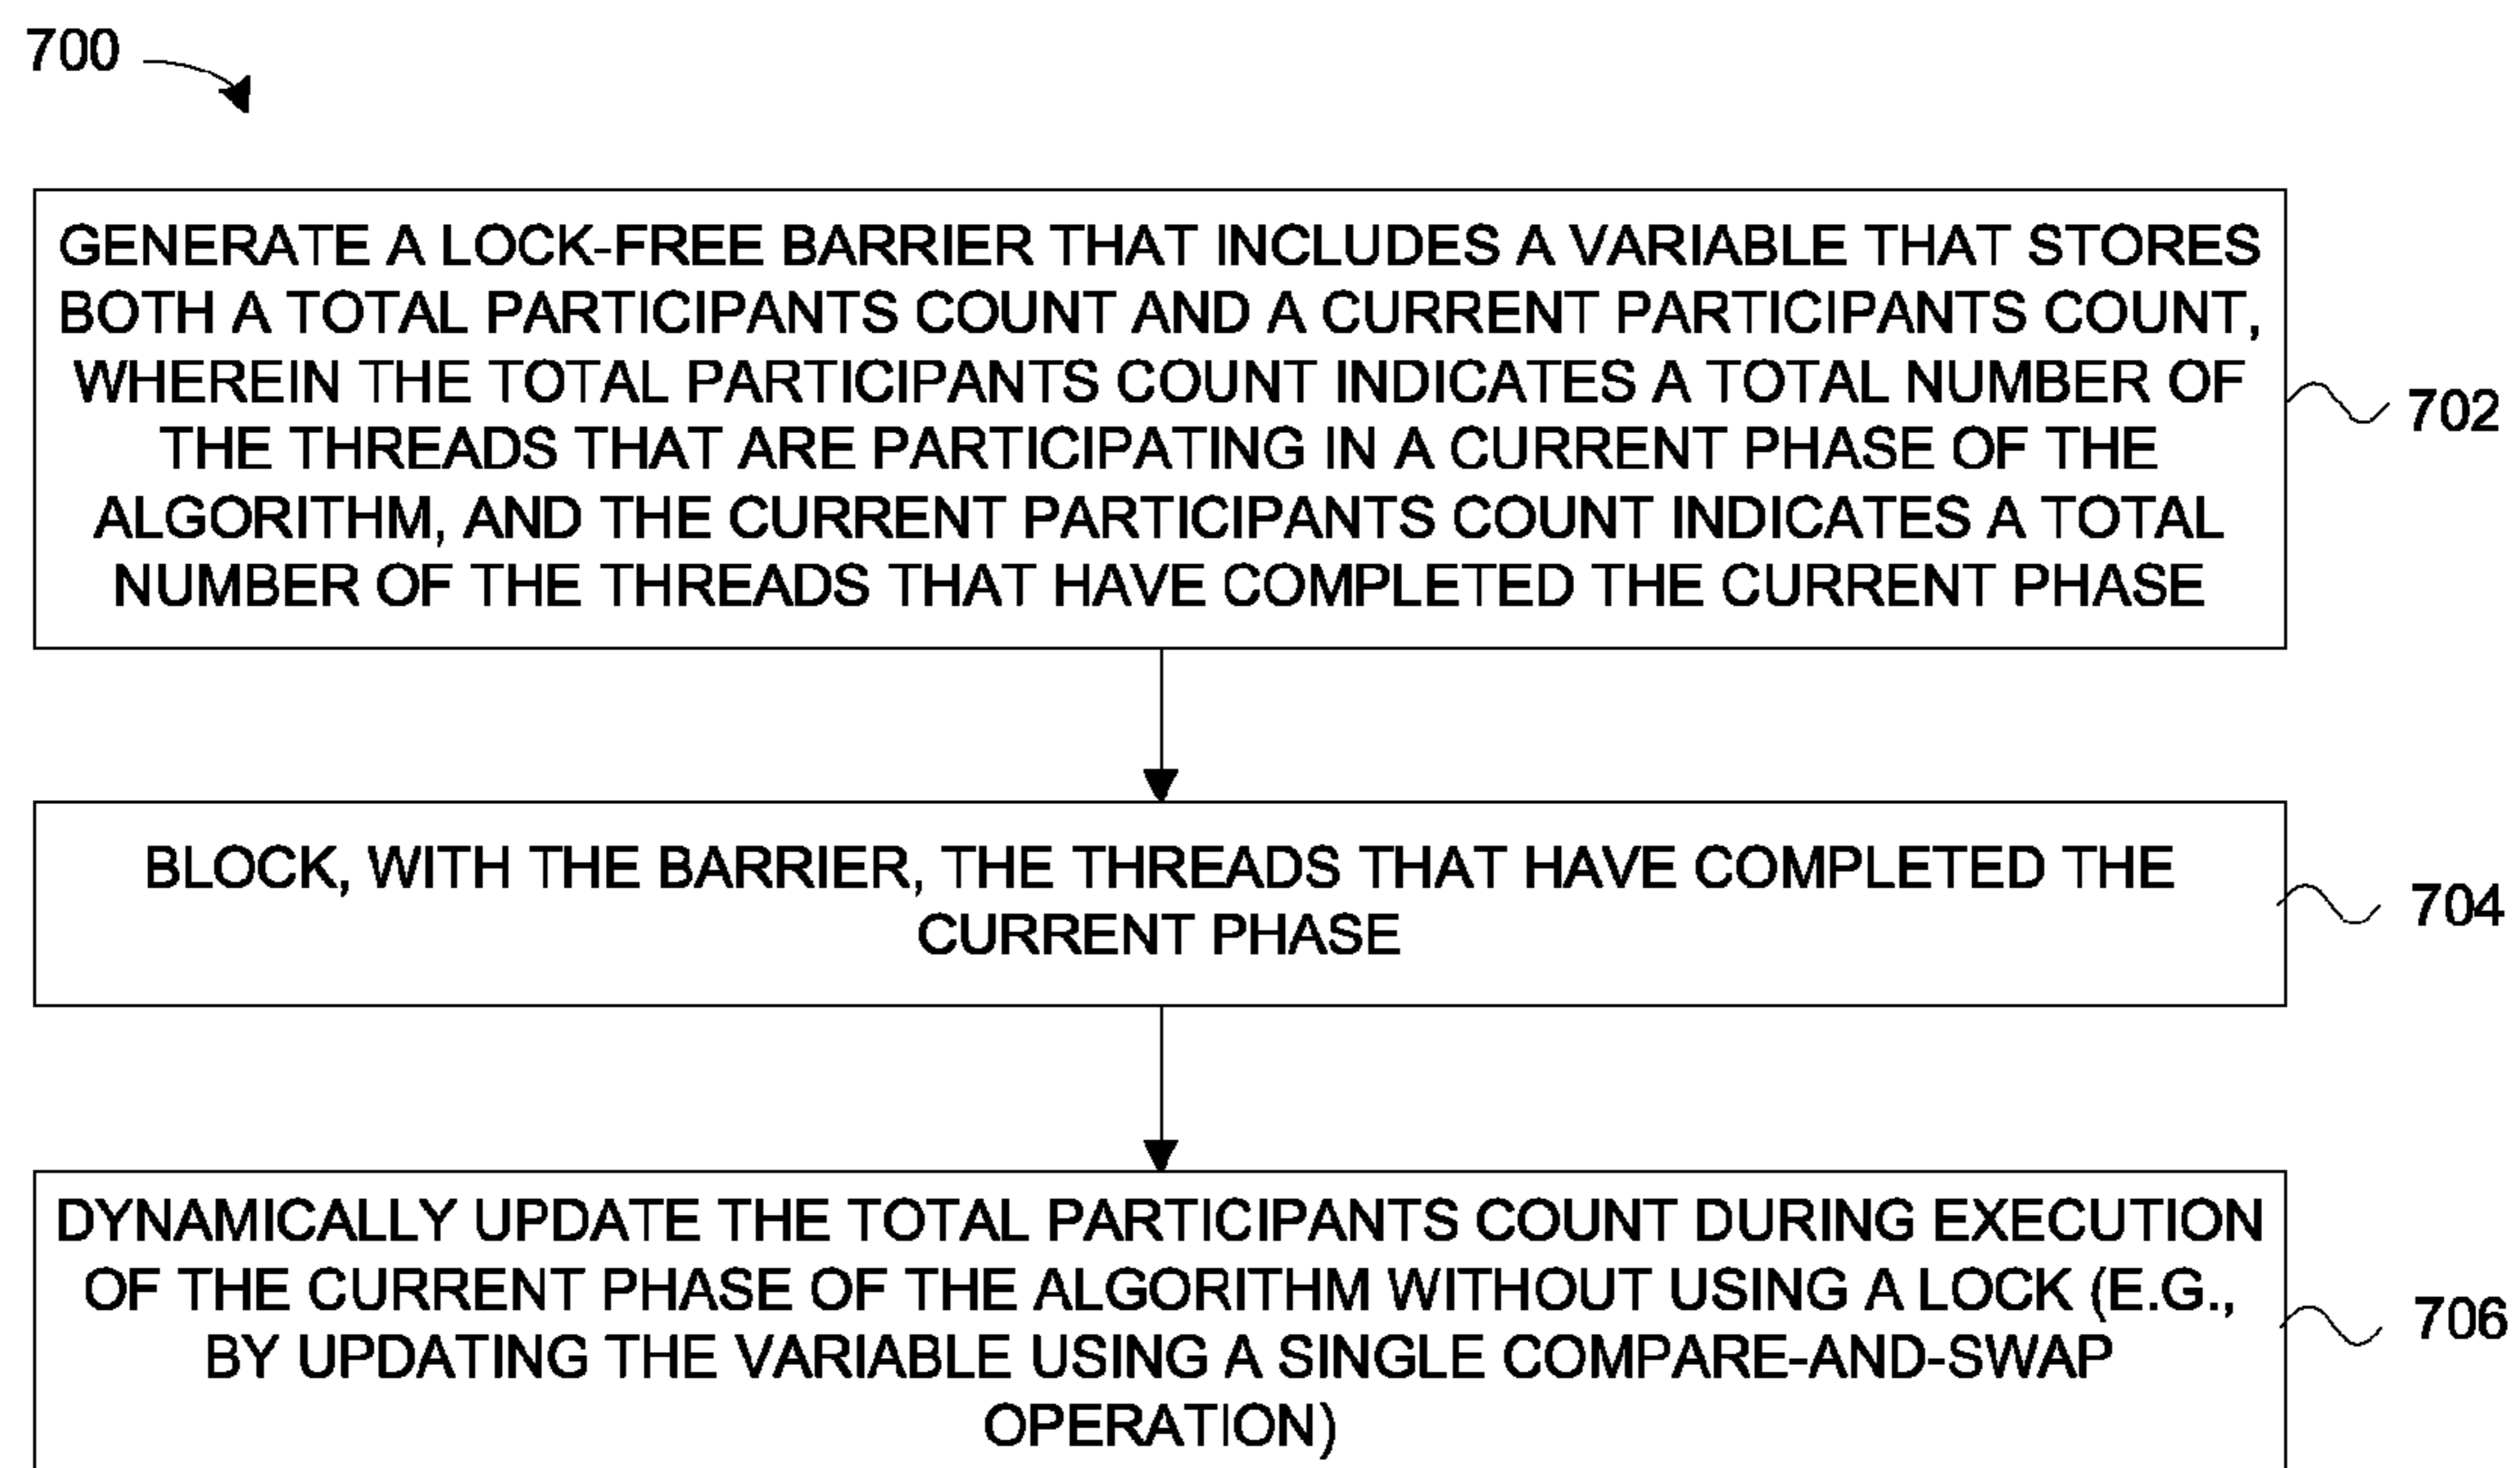 700
GENERATE A LOCK-FREE BARRIER THAT INCLUDES A VARIABLE THAT STORES
BOTH A TOTAL PARTICIPANTS COUNT AND A CURRENT PARTICIPANTS COUNT,
WHEREIN THE TOTAL PARTICIPANTS COUNT INDICATES A TOTAL NUMBER OF
THE THREADS THAT ARE PARTICIPATING IN A CURRENT PHASE OF THE
ALGORITHM, AND THE CURRENT PARTICIPANTS COUNT INDICATES A TOTAL
NUMBER OF THE THREADS THAT HAVE COMPLETED THE CURRENT PHASE
702
BLOCK, WITH THE BARRIER, THE THREADS THAT HAVE COMPLETED THE
CURRENT PHASE
704
DYNAMICALLY UPDATE THE TOTAL PARTICIPANTS COUNT DURING EXECUTION
OF THE CURRENT PHASE OF THE ALGORITHM WITHOUT USING A LOCK (E.G.,
BY UPDATING THE VARIABLE USING A SINGLE COMPARE-AND-SWAP
OPERATION)
706